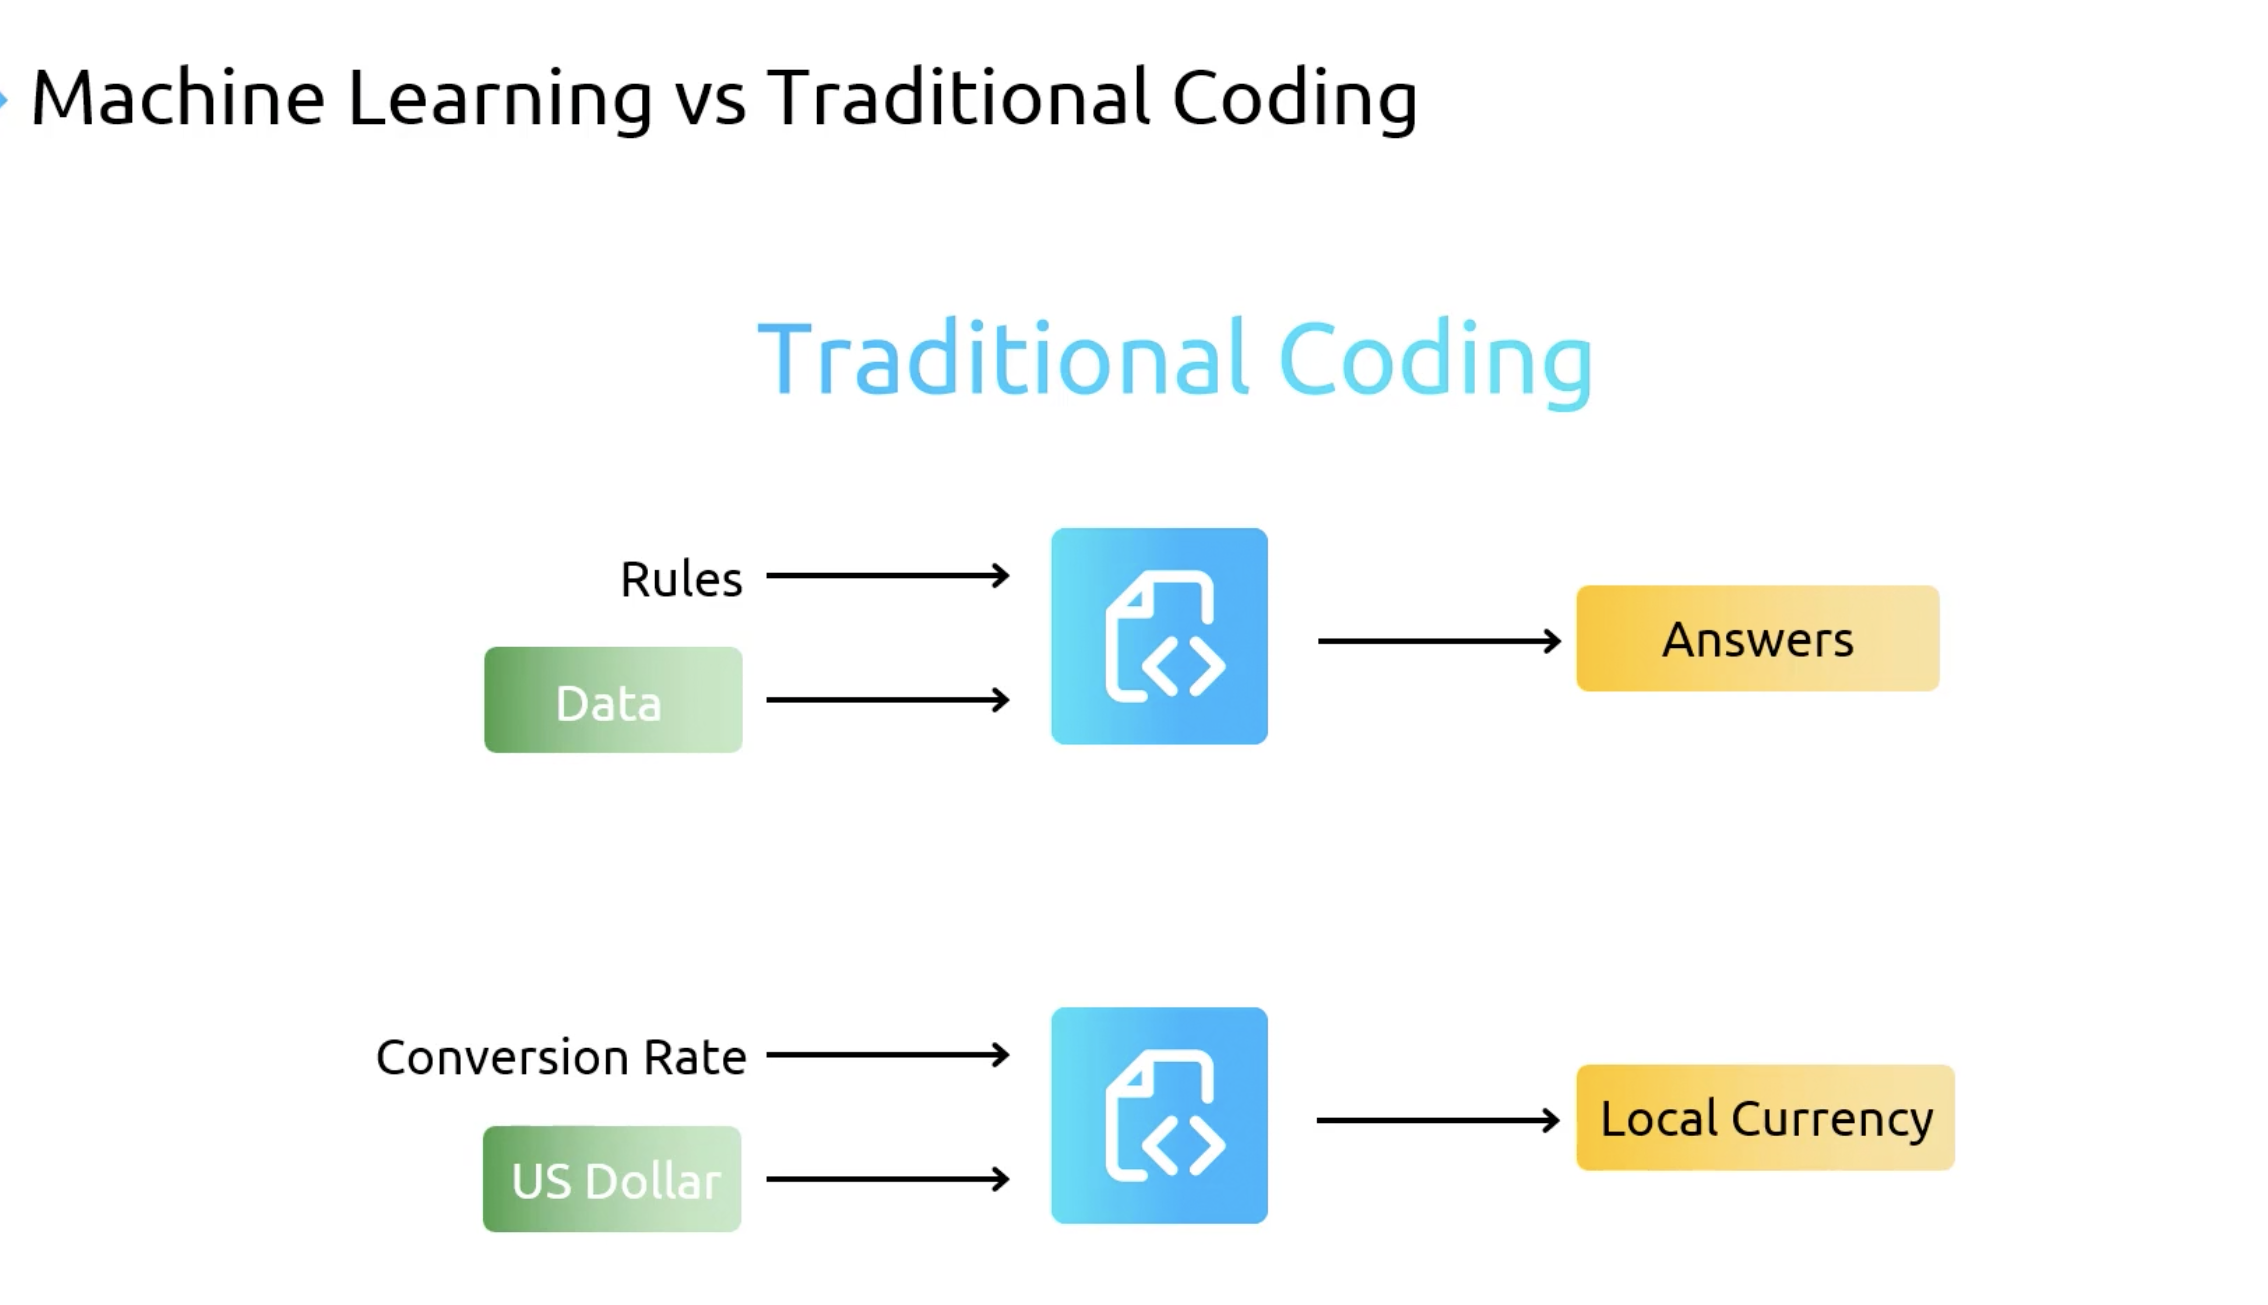 Machine Learning vs Traditional Coding
Traditional Coding
Rules
Data
Answers
Conversion Rate
US Dollar
Local Currency